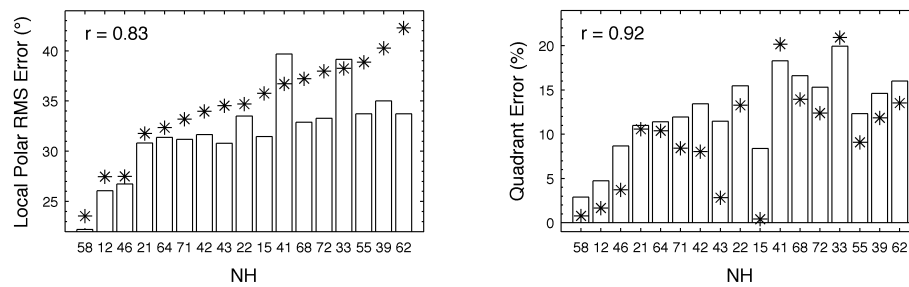 r = 0.83
Local Polar RMS Error (°)
40
35
30
25
58 12 46 21 64 71 42 43 22 15 41 68 72 33 55 39 62
NH
r = 0.92
Quadrant Error (%)
20
15
10
5
0
58 12 46 21 64 71 42 43 22 15 41 68 72 33 55 39 62
NH